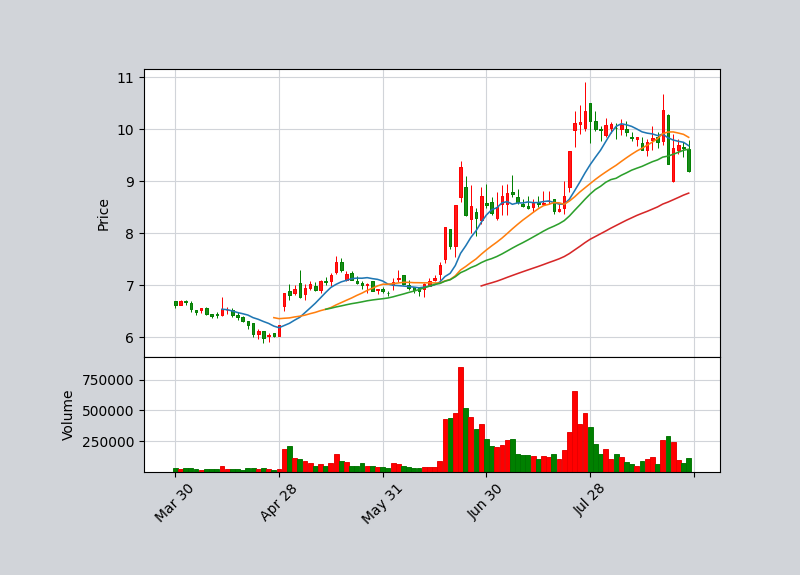 11
10
9
8
7
6
Price
750000
500000
250000
Volume
Mar 30
Apr 28
May 31
Jun 30
Jul 28